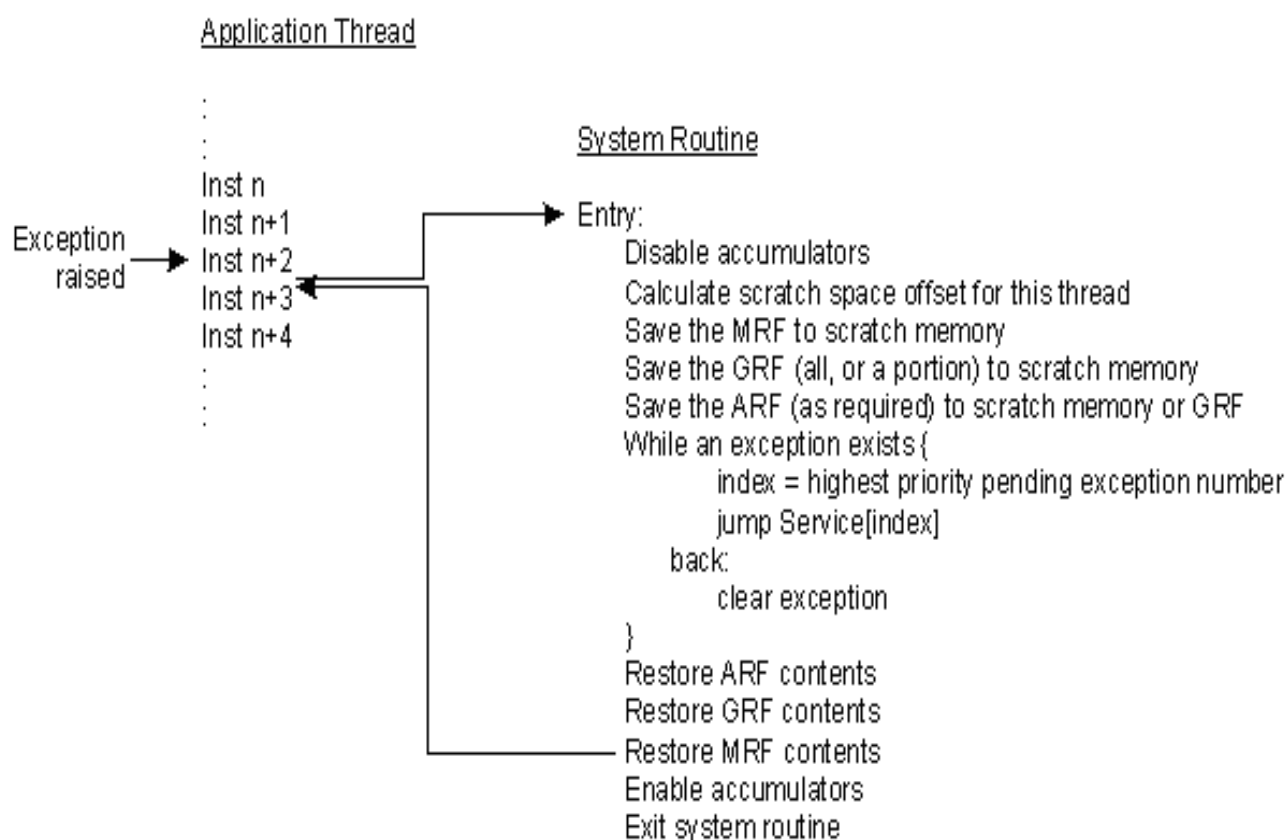 Application Thread
:
:
Inst n
Inst n+1
Inst n+2
Inst n+3
Inst n+4
:
:
Exception
raised
System Routine
Entry:
Disable accumulators
Calculate scratch space offset for this thread
Save the MRF to scratch memory
Save the GRF (all, or a portion) to scratch memory
Save the ARF (as required) to scratch memory or GRF
While an exception exists {
index = highest priority pending exception number
jump Service[index]
back:
clear exception
}
Restore ARF contents
Restore GRF contents
Restore MRF contents
Enable accumulators
Exit system routine